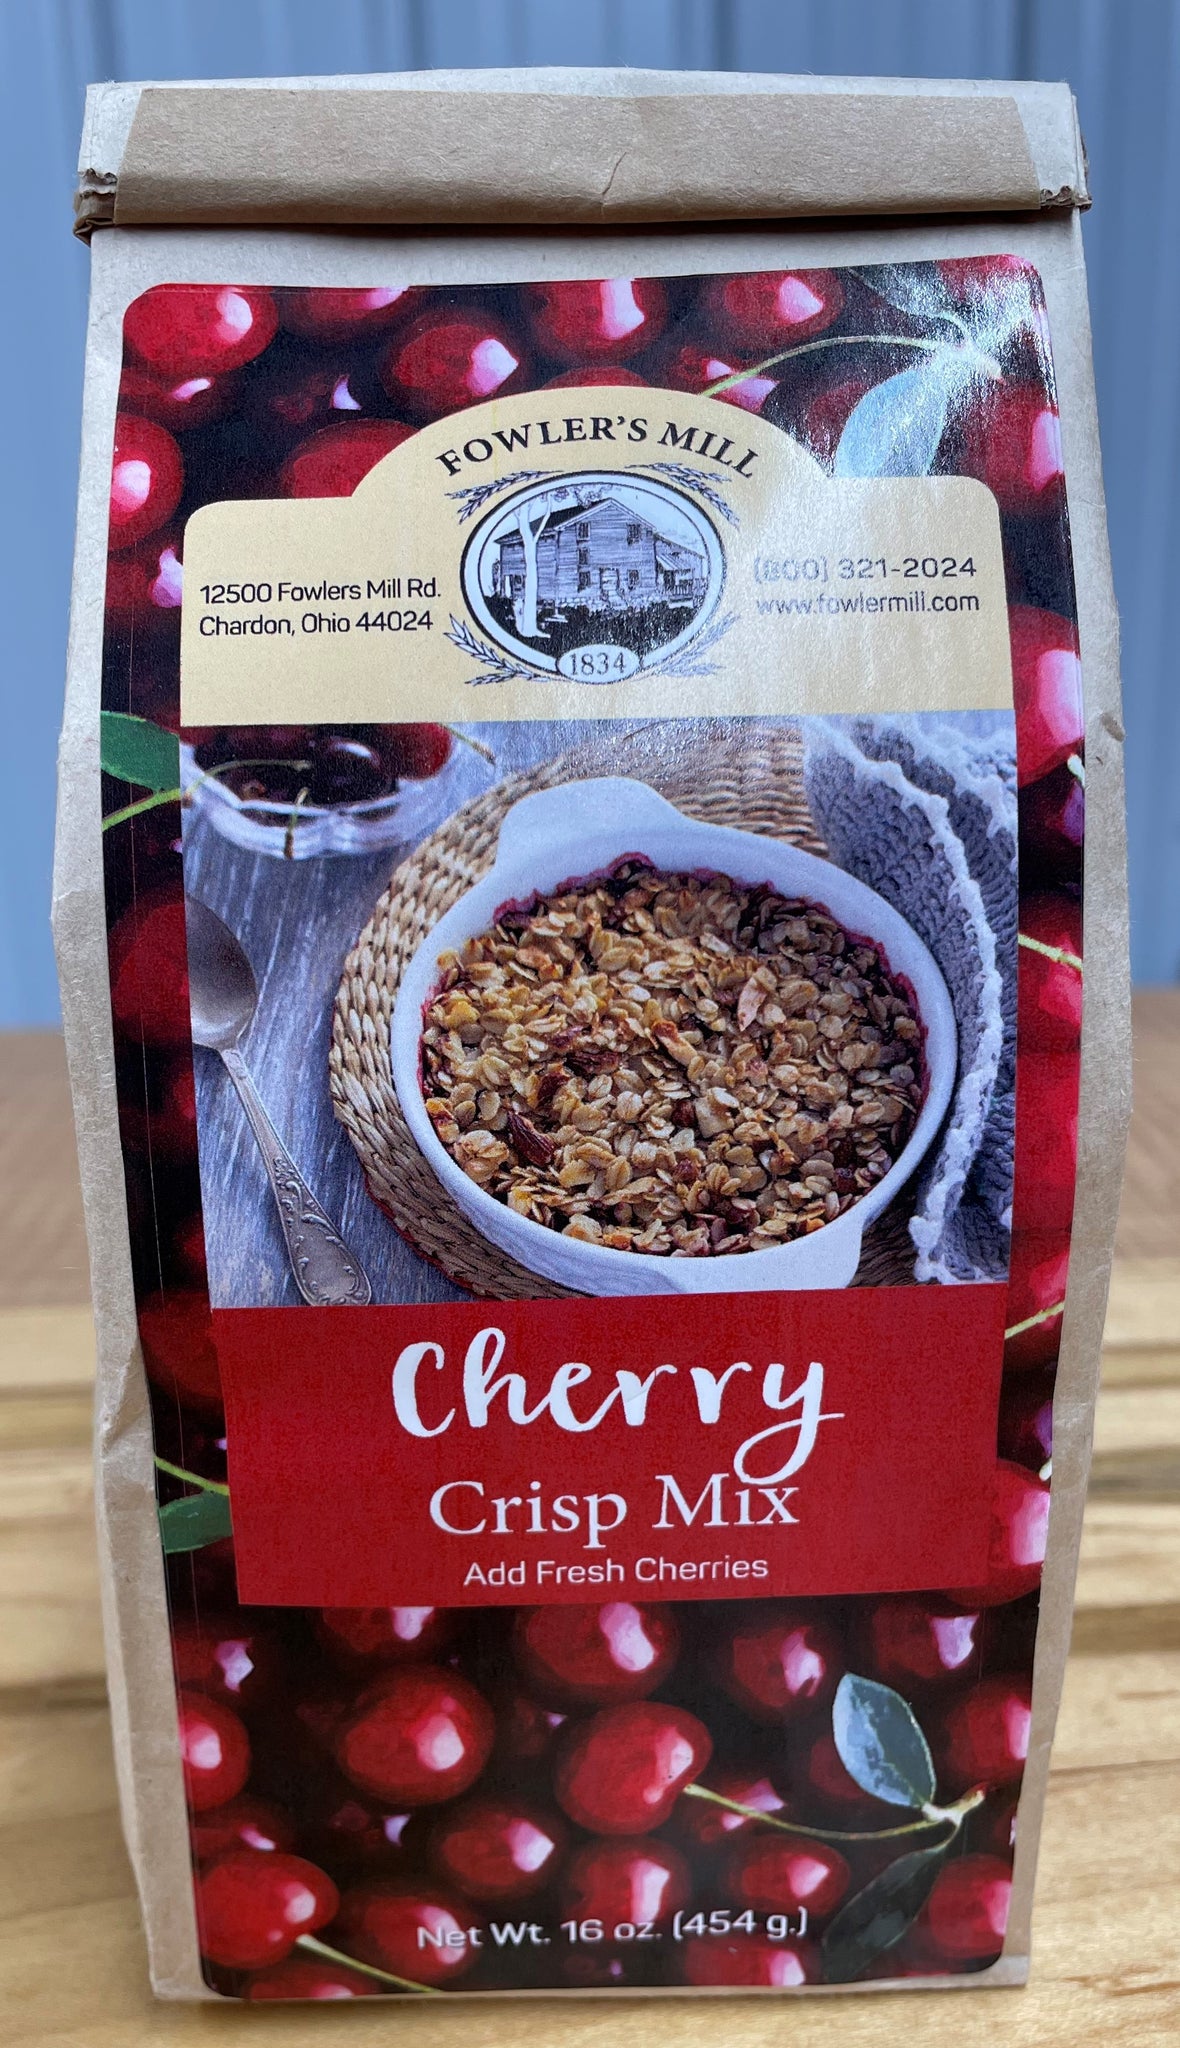 FOWLER'S MILL
12500 Fowlers Mill Rd.
Chardon, Ohio 44024
(800) 321-2024
www.fowlermill.com
1834
Cherry
Crisp Mix
Add Fresh Cherries
Net Wt. 16 oz. (454 g.)